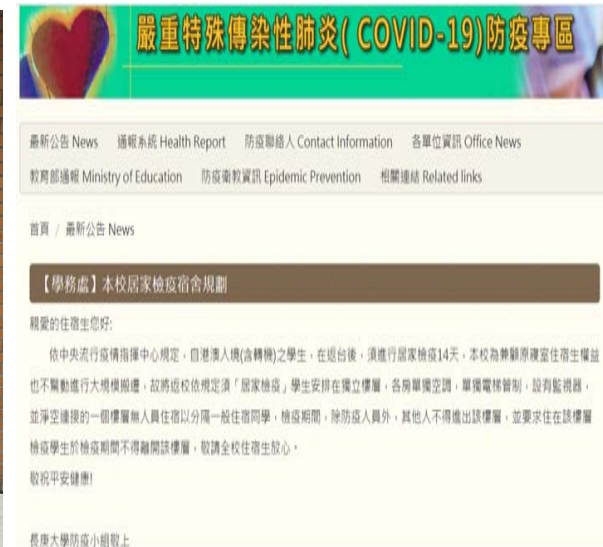 嚴重特殊傳染性肺炎( COVID-19)防疫專區
最新公告 News 通報系統 Health Report 防疫聯絡人 Contact Information 各單位資訊 Office News
教育部通報 Ministry of Education 防疫衛教資訊 Epidemic Prevention 相關連結 Related links
首頁 / 最新公告 News
【學務處】本校居家檢疫宿舍規劃
親愛的住宿生您好:
依中央流行疫情指揮中心規定，自港澳入境(含轉機)之學生，在返台後，須進行居家檢疫14天，本校為兼顧原寢室住宿生權益
也不驚動進行大規模搬遷，故將返校依規定須「居家檢疫」學生安排在獨立樓層，各房單獨空調，單獨電梯管制，設有監視器，
並淨空連接的一個樓層無人員住宿以分隔一般住宿同學，檢疫期間，除防疫人員外，其他人不得進出該樓層，並要求住在該樓層
檢疫學生於檢疫期間不得離開該樓層，敬請全校住宿生放心。
敬祝平安健康!
長庚大學防疫小組敬上